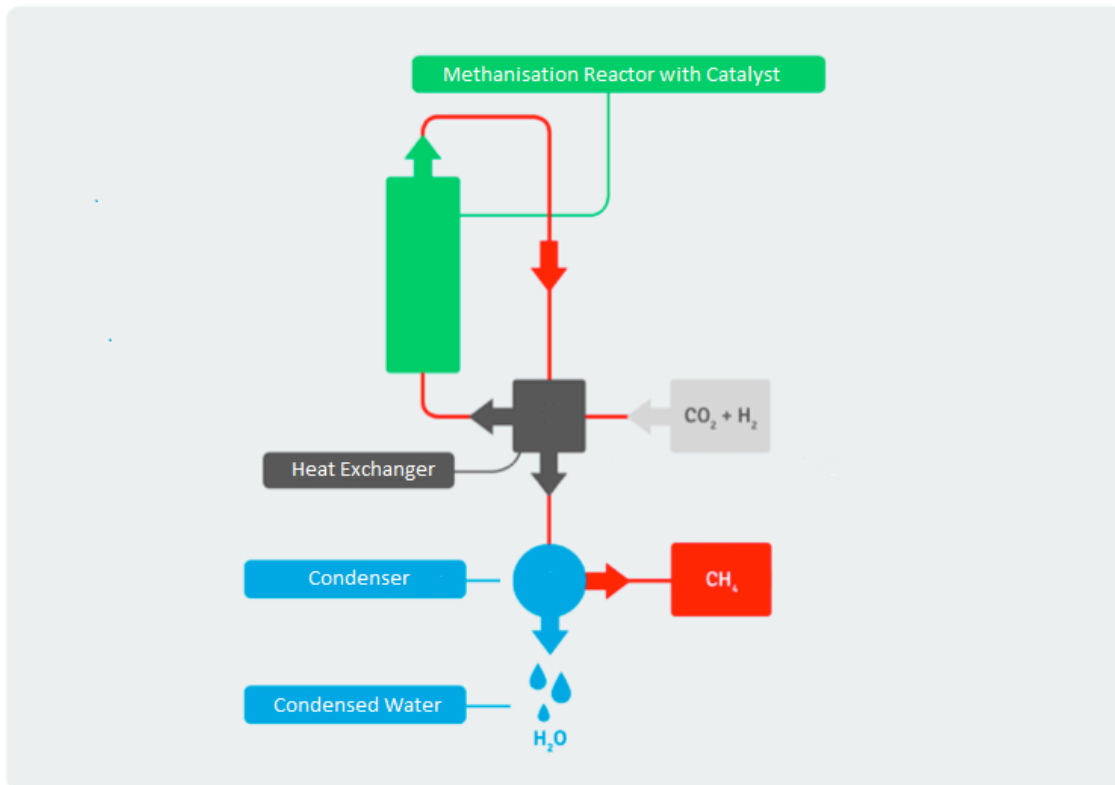 Methanisation Reactor with Catalyst
CO₂ + H₂
Heat Exchanger
Condenser
CH₄
Condensed Water
H₂O